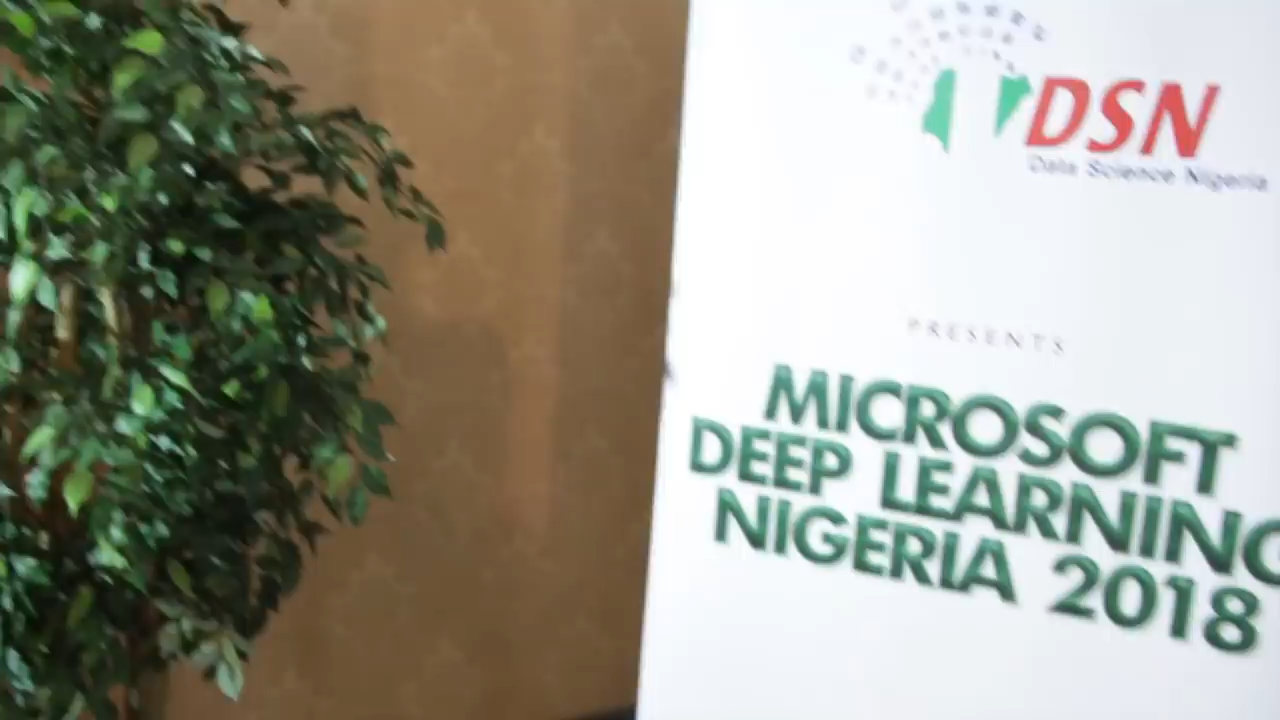 DSN
Data Science Nigeria
PRESENTS
MICROSOFT
DEEP LEARNING
NIGERIA 2018